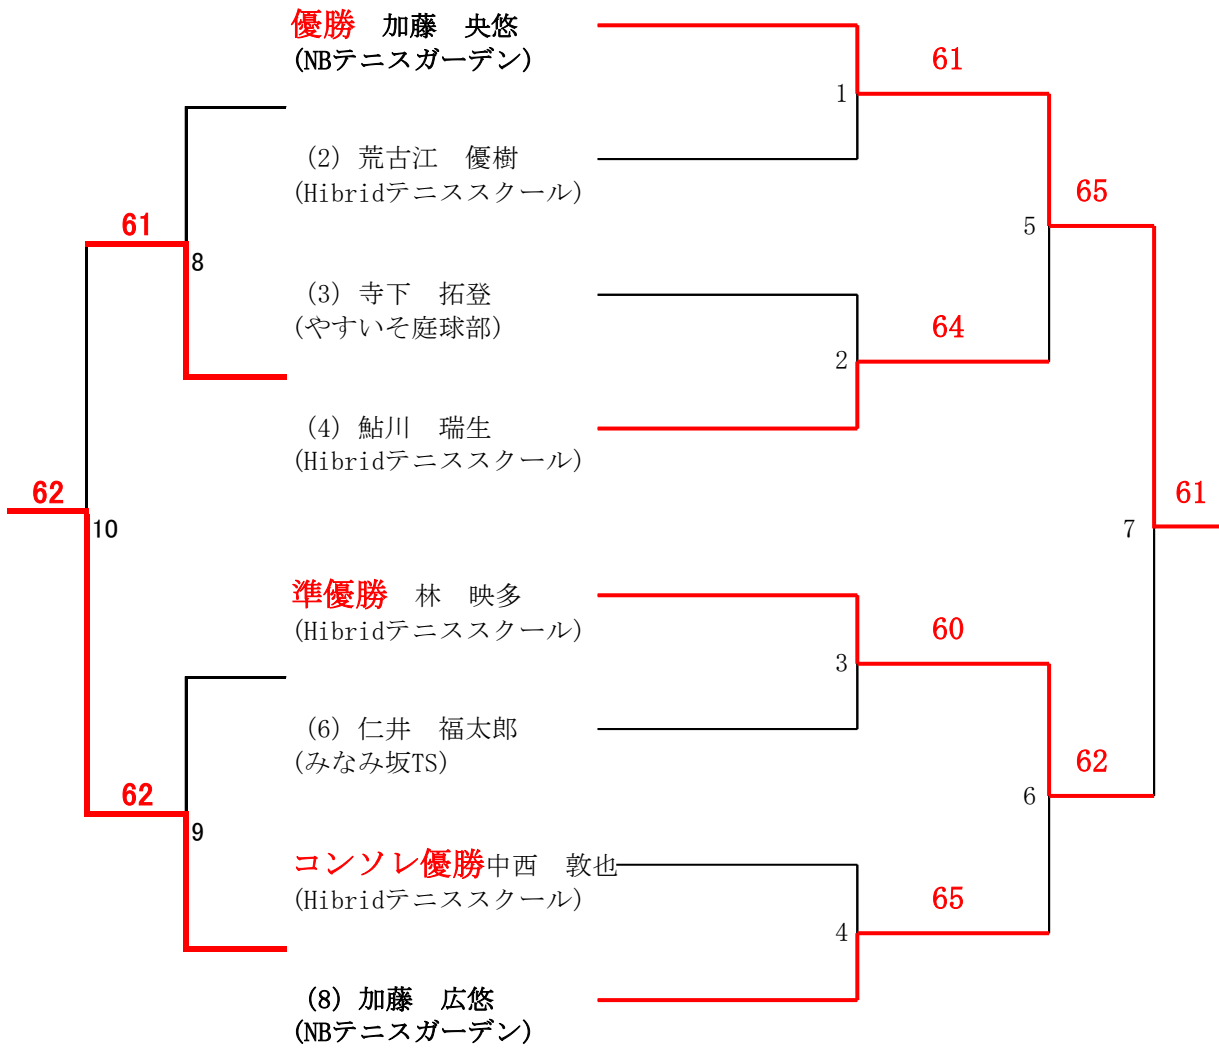 優勝 加藤　央悠
(NBテニスガーデン)
61
1
(2) 荒古江　優樹
(Hibridテニススクール)
65
61
5
8
(3) 寺下　拓登
(やすいそ庭球部)
64
2
(4) 鮎川　瑞生
(Hibridテニススクール)
62
61
10
7
準優勝 林　映多
(Hibridテニススクール)
60
3
(6) 仁井　福太郎
(みなみ坂TS)
62
62
6
9
コンソレ優勝中西　敦也
(Hibridテニススクール)
65
4
(8) 加藤　広悠
(NBテニスガーデン)